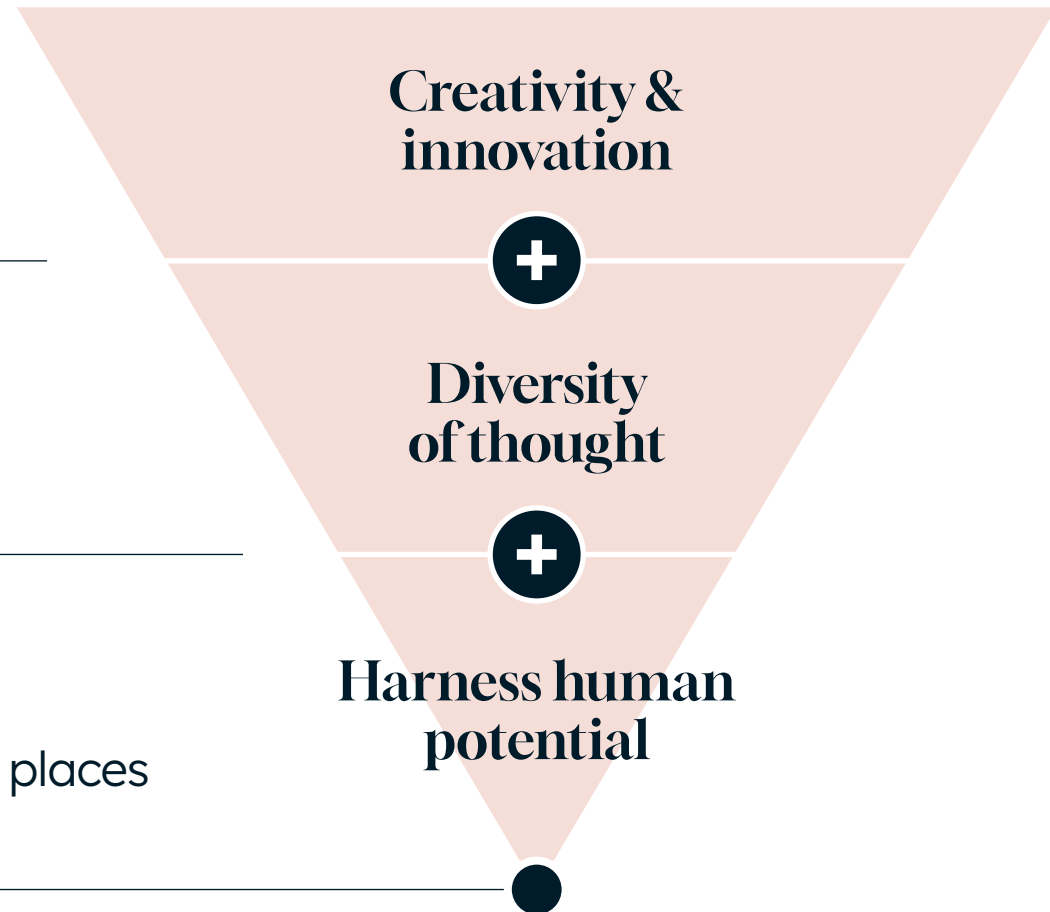 Creativity &
innovation
+
Diversity
of thought
+
Harness human
potential
places